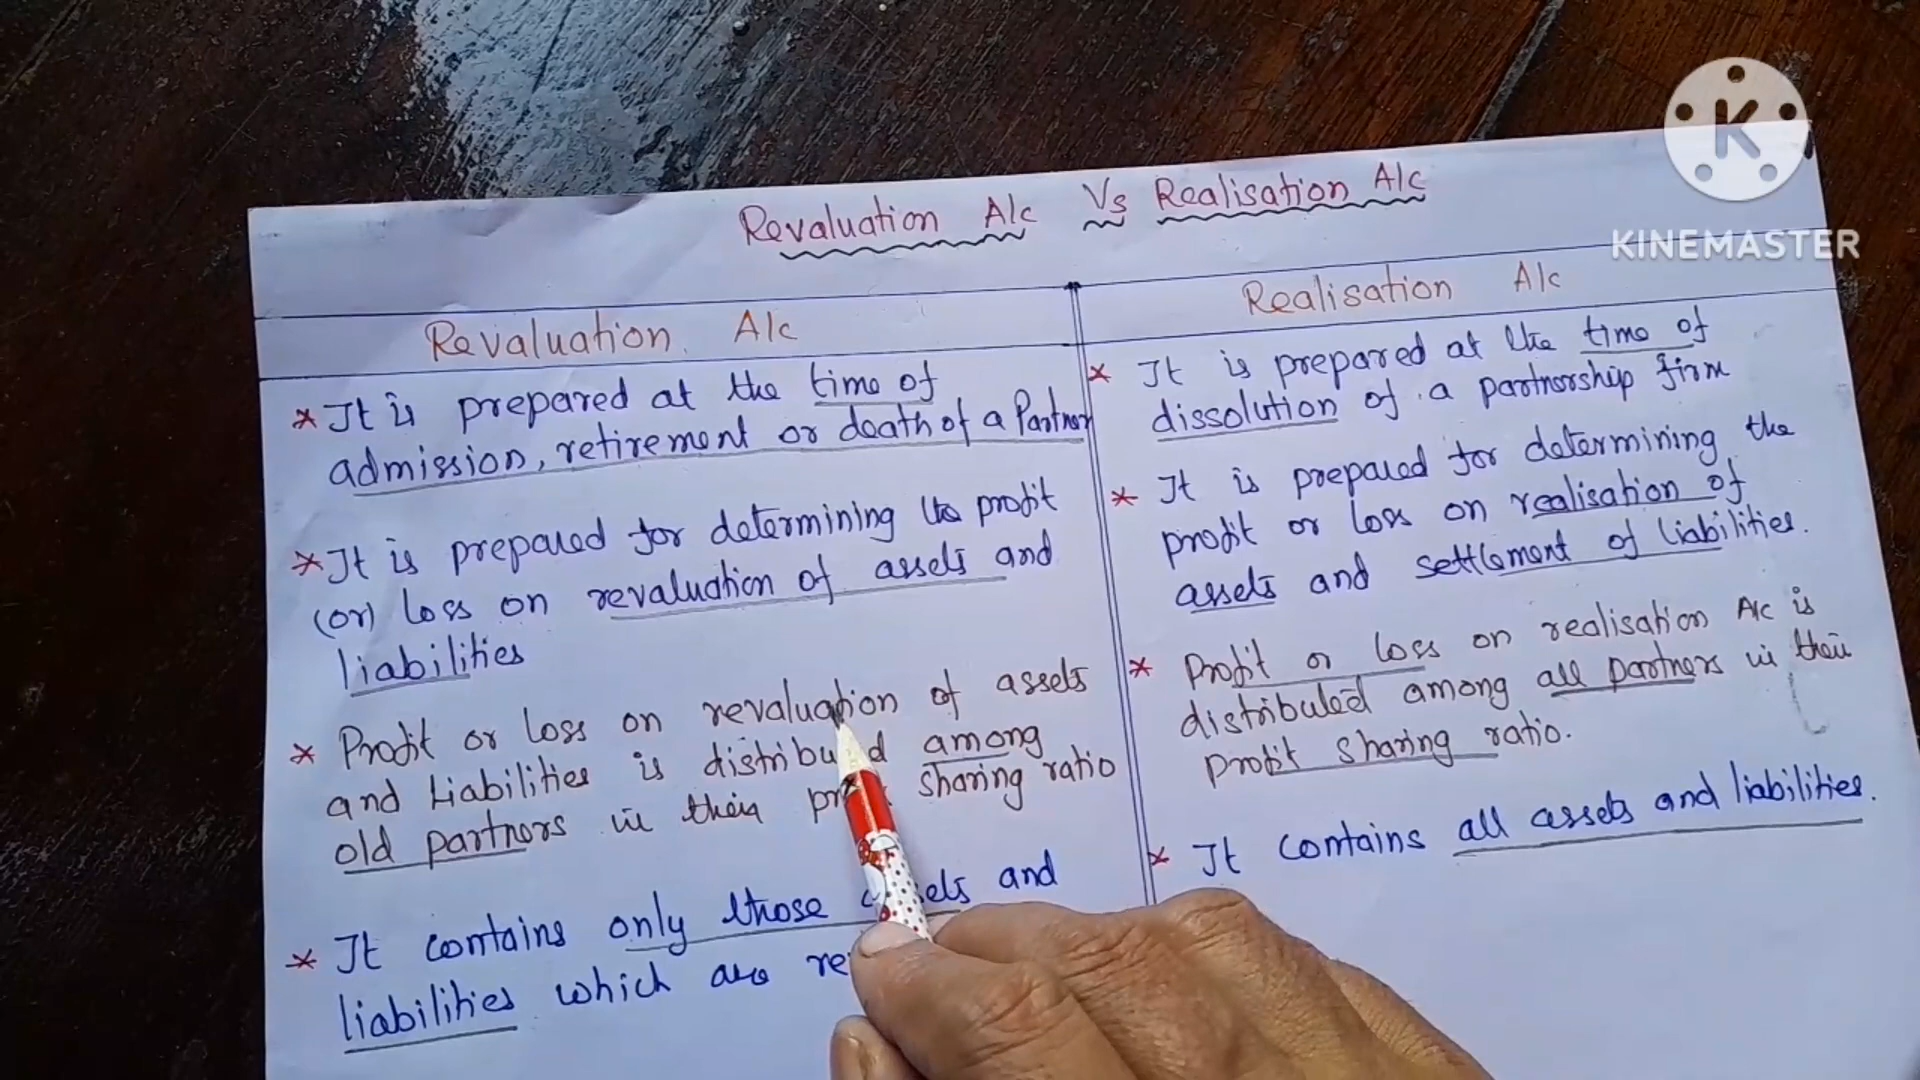 KINEMASTER
Revaluation A/c Vs Realisation A/c
Revaluation A/c
* It is prepared at the time of
admission, retirement or death of a Partner
* It is prepared for determining the profit
(or) loss on revaluation of assets and
liabilities
* Profit or loss on revaluation of assets
and Liabilities is distributed among
old partners in their sharing ratio
* It contains only those assets and
liabilities which are
Realisation A/c
* It is prepared at the time of
dissolution of a partnership firm
* It is prepared for determining the
profit or loss on realisation of
assets and settlement of liabilities.
* Profit or loss on realisation A/c is
distributed among all partners in their
profit sharing ratio.
* It contains all assets and liabilities.